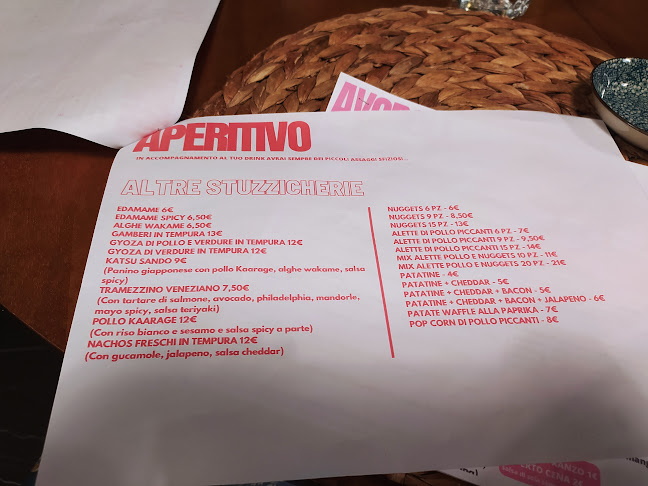 APERITIVO
IN ACCOMPAGNAMENTO AL TUO DRINK AVRAI SEMPRE DEI PICCOLI ASSAGGI SFIZIOSI...
ALTRE STUZZICHERIE
EDAMAME 6€
EDAMAME SPICY 6,50€
ALGHE WAKAME 6,50€
GAMBERI IN TEMPURA 13€
GYOZA DI POLLO E VERDURE IN TEMPURA 12€
GYOZA DI VERDURE IN TEMPURA 12€
KATSU SANDO 9€
(Panino giapponese con pollo Kaarage, alghe wakame, salsa
spicy)
TRAMEZZINO VENEZIANO 7,50€
(Con tartare di salmone, avocado, philadelphia, mandorle,
mayo spicy, salsa teriyaki)
POLLO KAARAGE 12€
(Con riso bianco e sesamo e salsa spicy a parte)
NACHOS FRESCHI IN TEMPURA 12€
(Con gucamole, jalapeno, salsa cheddar)
NUGGETS 6 PZ - 6€
NUGGETS 9 PZ - 8,50€
NUGGETS 15 PZ - 13€
ALETTE DI POLLO PICCANTI 6 PZ - 7€
ALETTE DI POLLO PICCANTI 9 PZ - 9,50€
ALETTE DI POLLO PICCANTI 15 PZ - 14€
MIX ALETTE POLLO E NUGGETS 10 PZ - 11€
MIX ALETTE POLLO E NUGGETS 20 PZ - 21€
PATATINE - 4€
PATATINE + CHEDDAR - 5€
PATATINE + CHEDDAR + BACON - 5€
PATATINE + CHEDDAR + BACON + JALAPENO - 6€
PATATE WAFFLE ALLA PAPRIKA - 7€
POP CORN DI POLLO PICCANTI - 8€